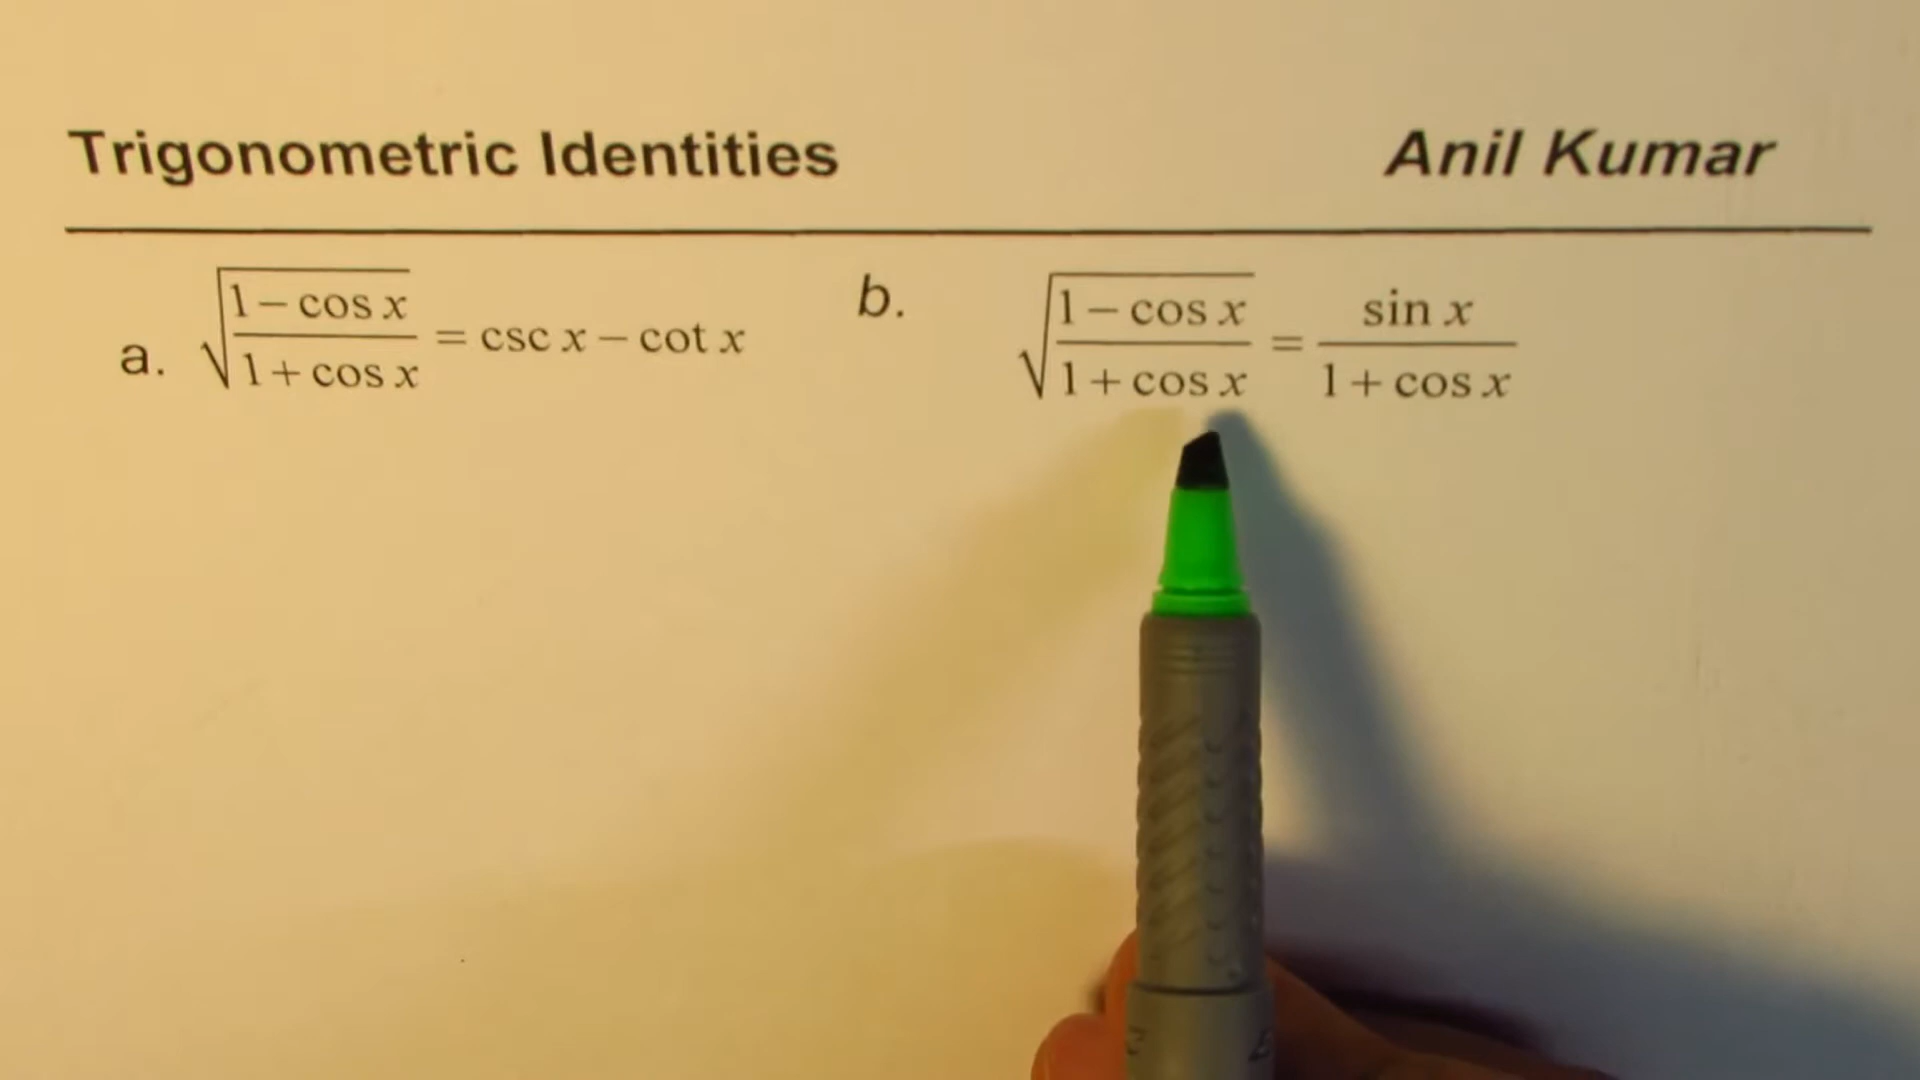 Trigonometric Identities Anil Kumar
a. √((1 − cos x)/(1 + cos x)) = csc x − cot x b. √((1 − cos x)/(1 + cos x)) = sin x/(1 + cos x)